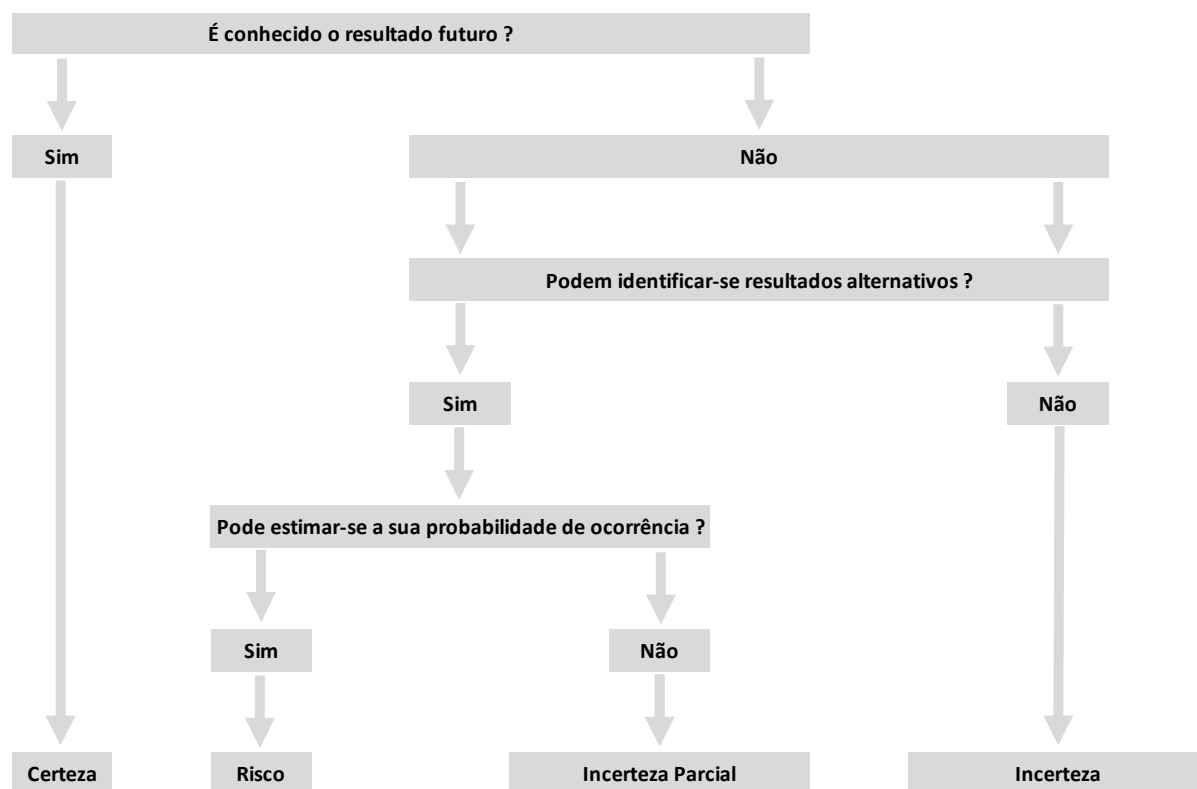 É conhecido o resultado futuro ?
Sim
Não
Podem identificar-se resultados alternativos ?
Sim
Não
Pode estimar-se a sua probabilidade de ocorrência ?
Sim
Não
Certeza
Risco
Incerteza Parcial
Incerteza